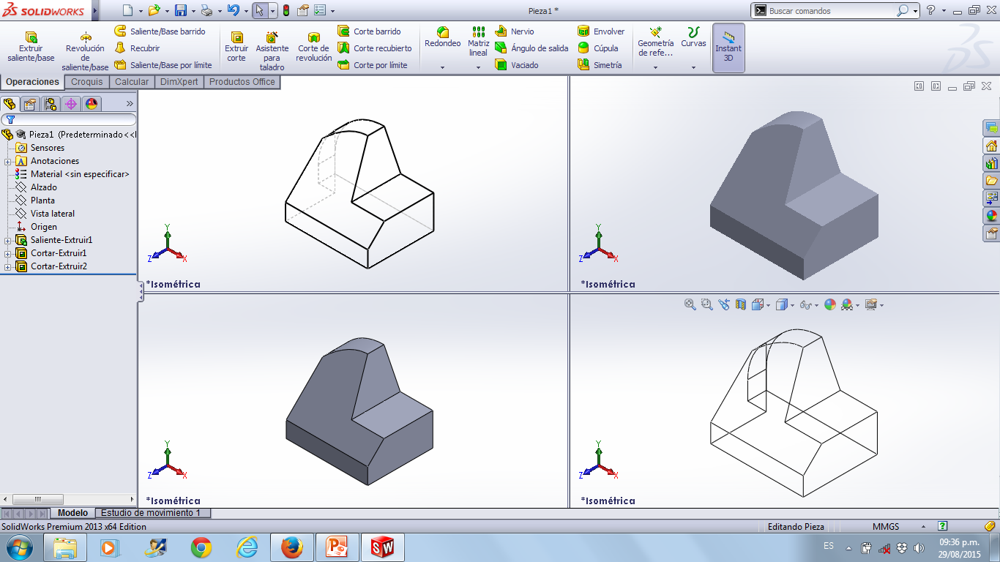 SOLIDWORKS
Pieza1 *
Buscar comandos
Extruir saliente/base
Revolución de saliente/base
Saliente/Base barrido
Recubrir
Saliente/Base por límite
Extruir corte
Asistente para taladro
Corte de revolución
Corte barrido
Corte recubierto
Corte por límite
Redondeo
Matriz lineal
Nervio
Ángulo de salida
Vaciado
Envolver
Cúpula
Simetría
Geometría de refe...
Curvas
Instant 3D
Operaciones
Croquis
Calcular
DimXpert
Productos Office
Pieza1 (Predeterminado<<
Sensores
Anotaciones
Material <sin especificar>
Alzado
Planta
Vista lateral
Origen
Saliente-Extruir1
Cortar-Extruir1
Cortar-Extruir2
Y
Z
X
*Isométrica
Y
Z
X
*Isométrica
Y
Z
X
*Isométrica
Y
Z
X
*Isométrica
Modelo
Estudio de movimiento 1
SolidWorks Premium 2013 x64 Edition
Editando Pieza
MMGS
ES
09:36 p.m.
29/08/2015